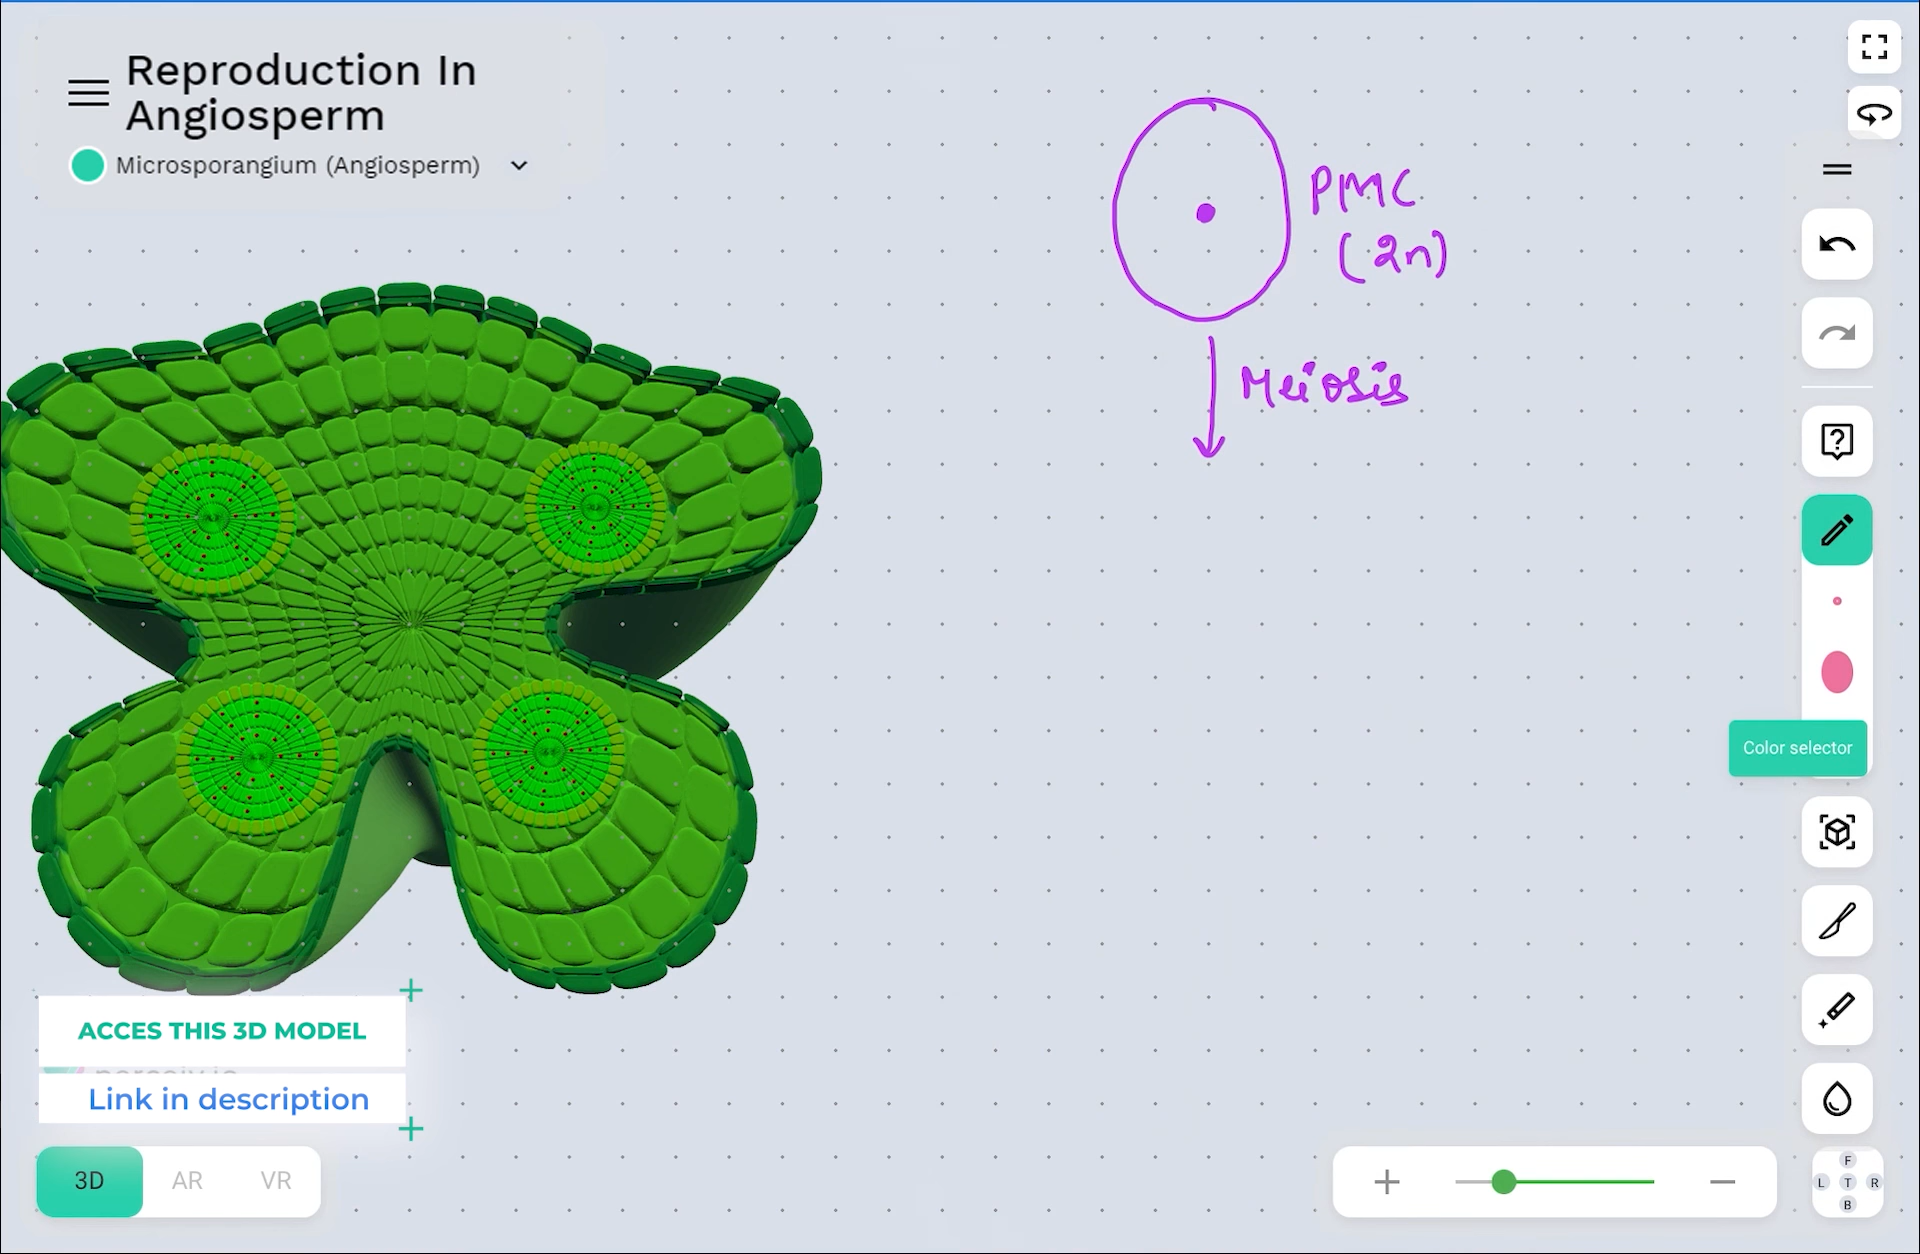 Reproduction In
Angiosperm
Microsporangium (Angiosperm)
PMC
(2n)
Meiosis
Color selector
ACCES THIS 3D MODEL
Link in description
3D AR VR
F
L T R
B